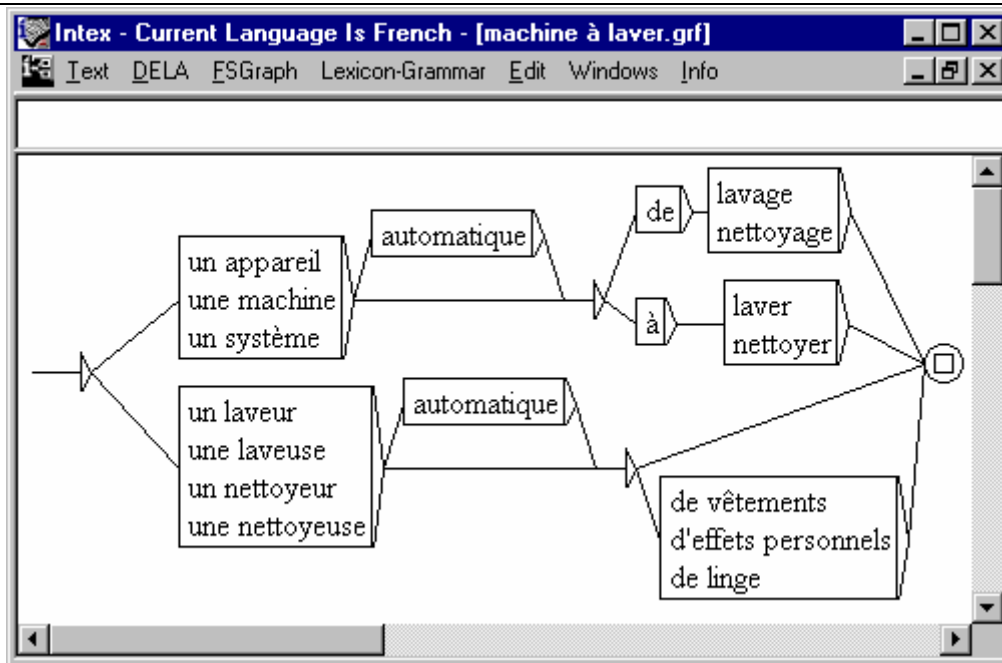 Intex - Current Language Is French - [machine à laver.grf]
Text DELA FSGraph Lexicon-Grammar Edit Windows Info
un appareil
une machine
un système
automatique
de
lavage
nettoyage
à
laver
nettoyer
un laveur
une laveuse
un nettoyeur
une nettoyeuse
automatique
de vêtements
d'effets personnels
de linge